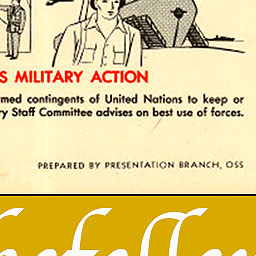 S MILITARY ACTION
med contingents of United Nations to keep or
ry Staff Committee advises on best use of forces.
PREPARED BY PRESENTATION BRANCH, OSS